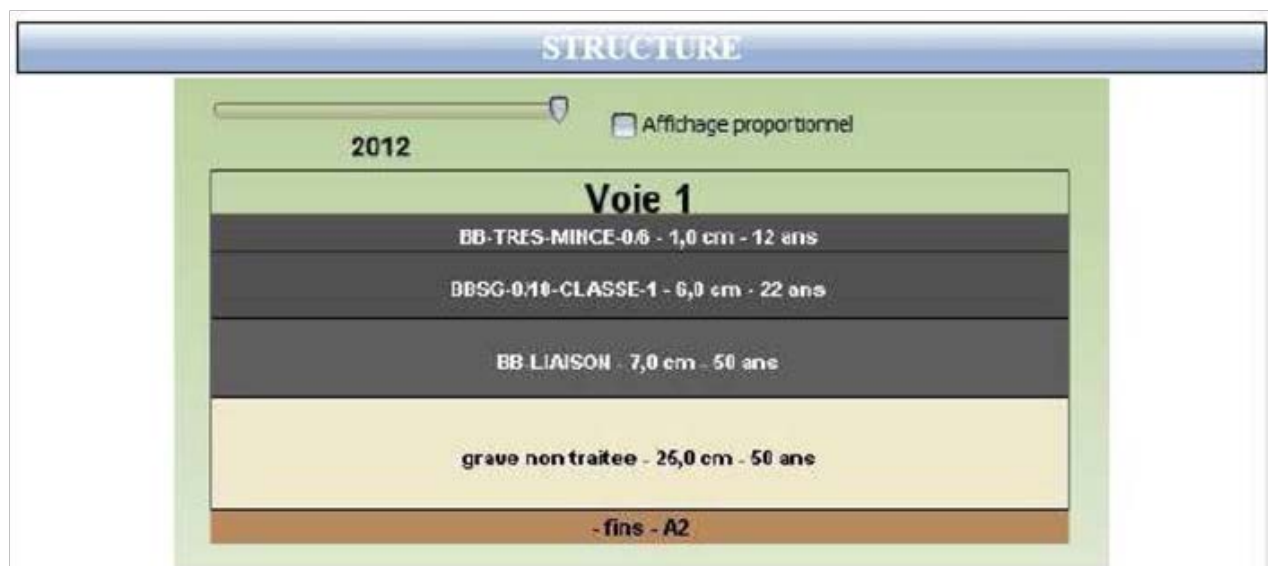 STRUCTURE
Affichage proportionnel
2012
Voie 1
BB-TRES-MINCE-0/6 - 1,0 cm - 12 ans
BBSG-0/10-CLASSE-1 - 6,0 cm - 22 ans
BB-LIAISON - 7,0 cm - 50 ans
grave non traitee - 25,0 cm - 50 ans
- fins - A2